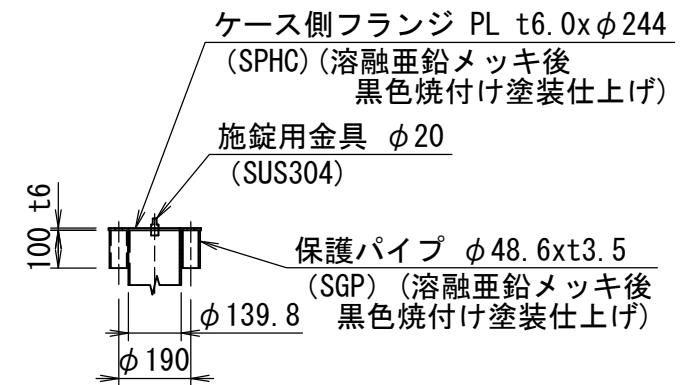 ケース側フランジ PL t6.0xφ244
(SPHC)(溶融亜鉛メッキ後
黒色焼付け塗装仕上げ)
施錠用金具 φ20
(SUS304)
100 t6
保護パイプ φ48.6xt3.5
(SGP) (溶融亜鉛メッキ後
黒色焼付け塗装仕上げ)
φ139.8
φ190